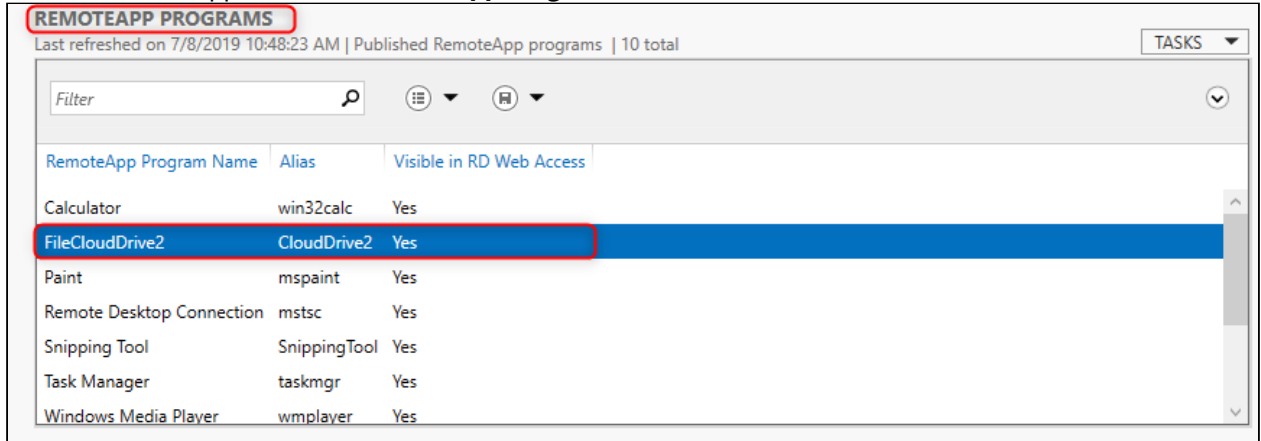 REMOTEAPP PROGRAMS
Last refreshed on 7/8/2019 10:48:23 AM | Published RemoteApp programs | 10 total
TASKS
Filter
RemoteApp Program Name Alias Visible in RD Web Access
Calculator win32calc Yes
FileCloudDrive2 CloudDrive2 Yes
Paint mspaint Yes
Remote Desktop Connection mstsc Yes
Snipping Tool SnippingTool Yes
Task Manager taskmgr Yes
Windows Media Player wmplayer Yes